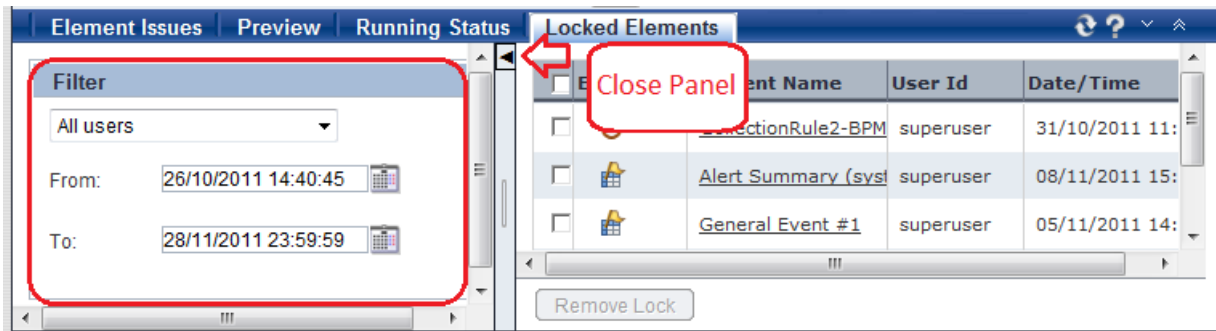 Element Issues Preview Running Status Locked Elements
Filter
All users
From: 26/10/2011 14:40:45
To: 28/11/2011 23:59:59
Close Panel
E ent Name User Id Date/Time
ectionRule2-BPM superuser 31/10/2011 11:
Alert Summary (syst superuser 08/11/2011 15:
General Event #1 superuser 05/11/2011 14:
Remove Lock